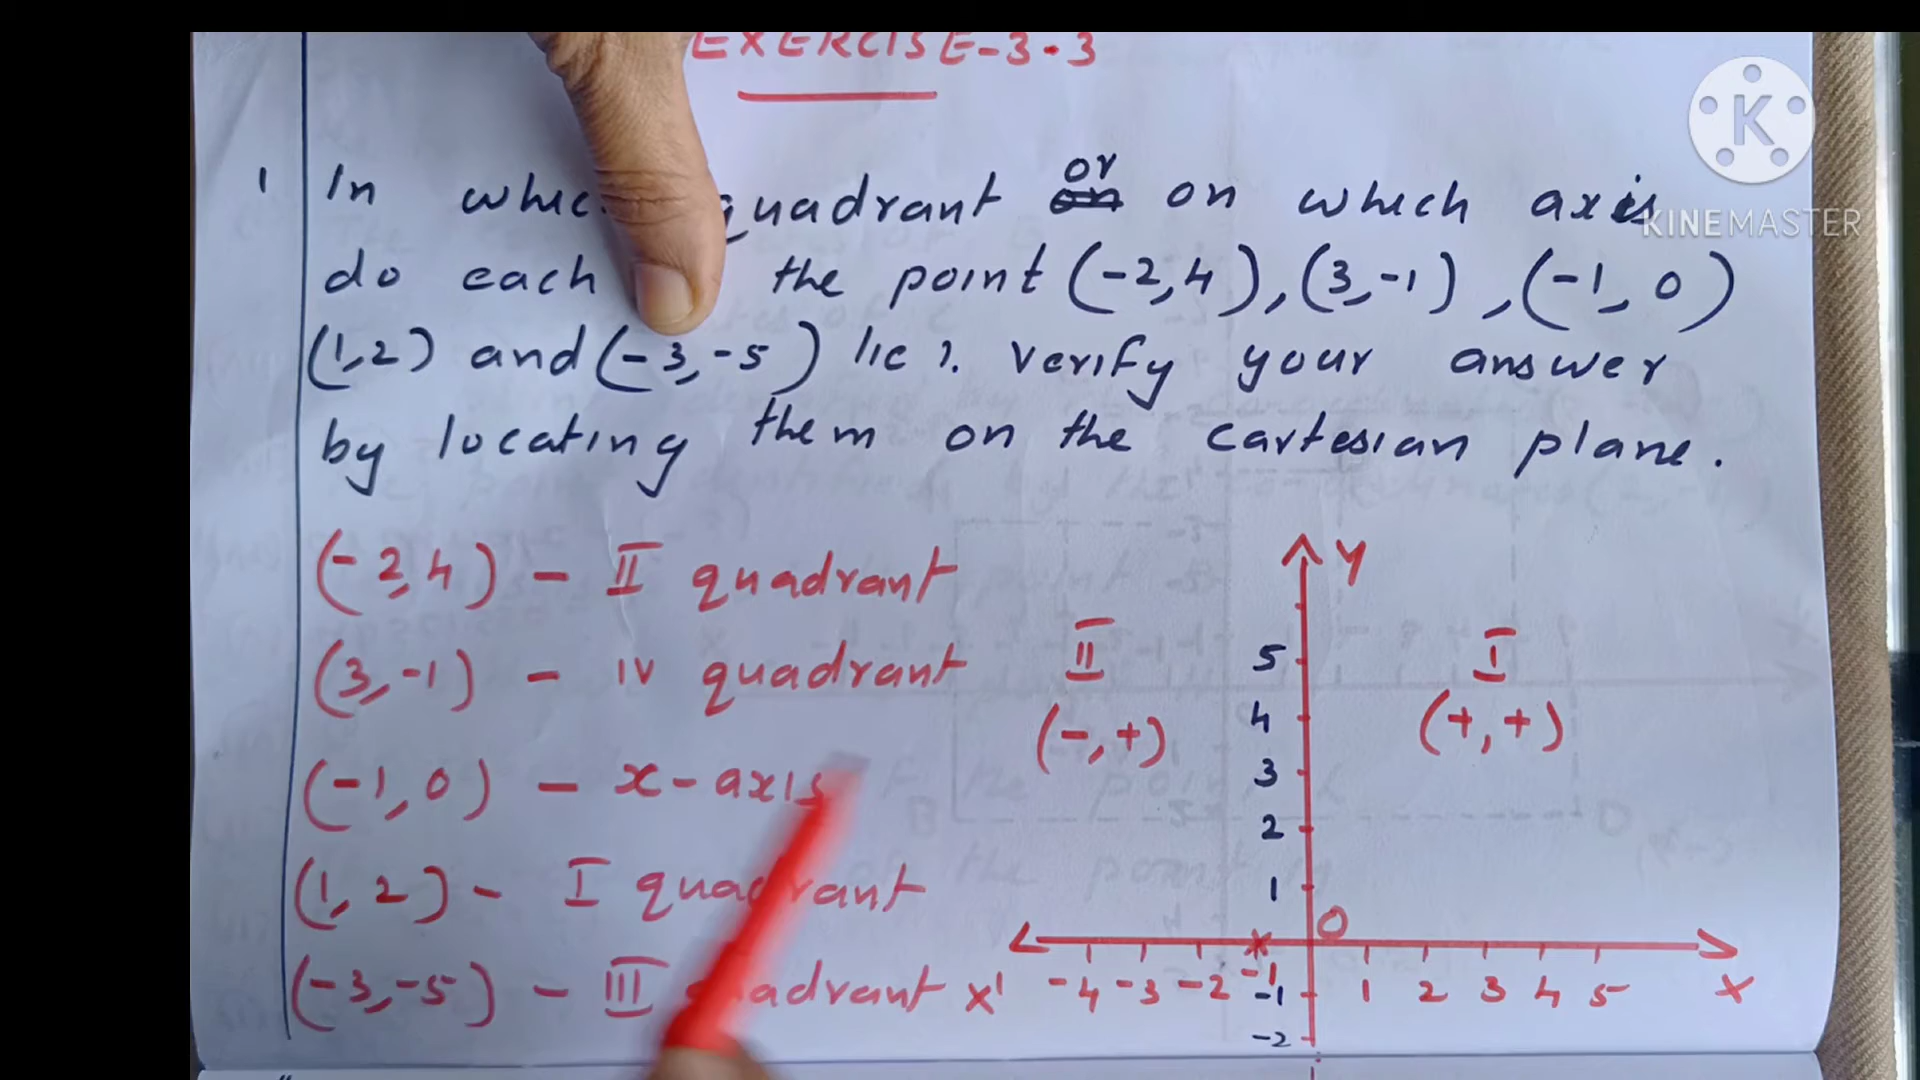 EXERCISE-3.3
K
KINEMASTER
1 In quadrant or on which axis
do each the point (-2,4), (3,-1), (-1, 0)
(1,2) and (-3,-5) lie ?. Verify your answer
by locating them on the cartesian plane.
(-2,4) - II quadrant
(3,-1) - IV quadrant
(-1, 0) - x-axis
(1, 2) - I quadrant
(-3,-5) - III quadrant
Y
II
I
(-,+)
(+,+)
5
4
3
2
1
O
X' -4 -3 -2 -1 1 2 3 4 5 X
-1
-2